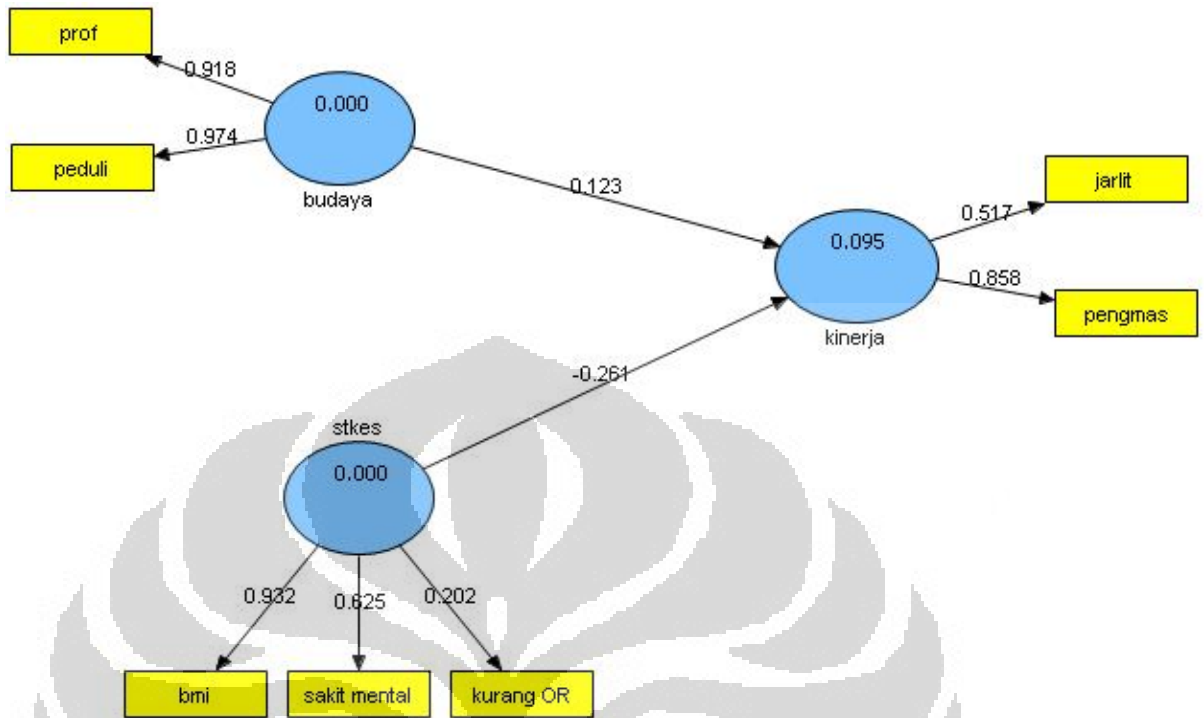 prof
0.918
0.000
0.974
peduli
budaya
0.123
jarlit
0.517
0.095
0.858
pengmas
kinerja
-0.261
stkes
0.000
0.932
0.625
0.202
bmi
sakit mental
kurang OR